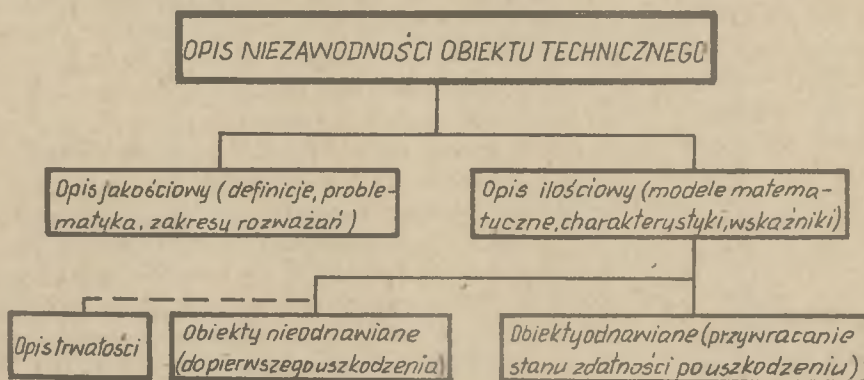 OPIS NIEZAWODNOŚCI OBIEKTU TECHNICZNEGO
Opis jakościowy (definicje, proble-
matyka, zakresy rozważań)
Opis ilościowy (modele matema-
tyczne, charakterystyki, wskaźniki)
Opis trwałości
Obiekty nieodnawiane
(do pierwszego uszkodzenia)
Obiekty odnawiane (przywracanie
stanu zdatności po uszkodzeniu)